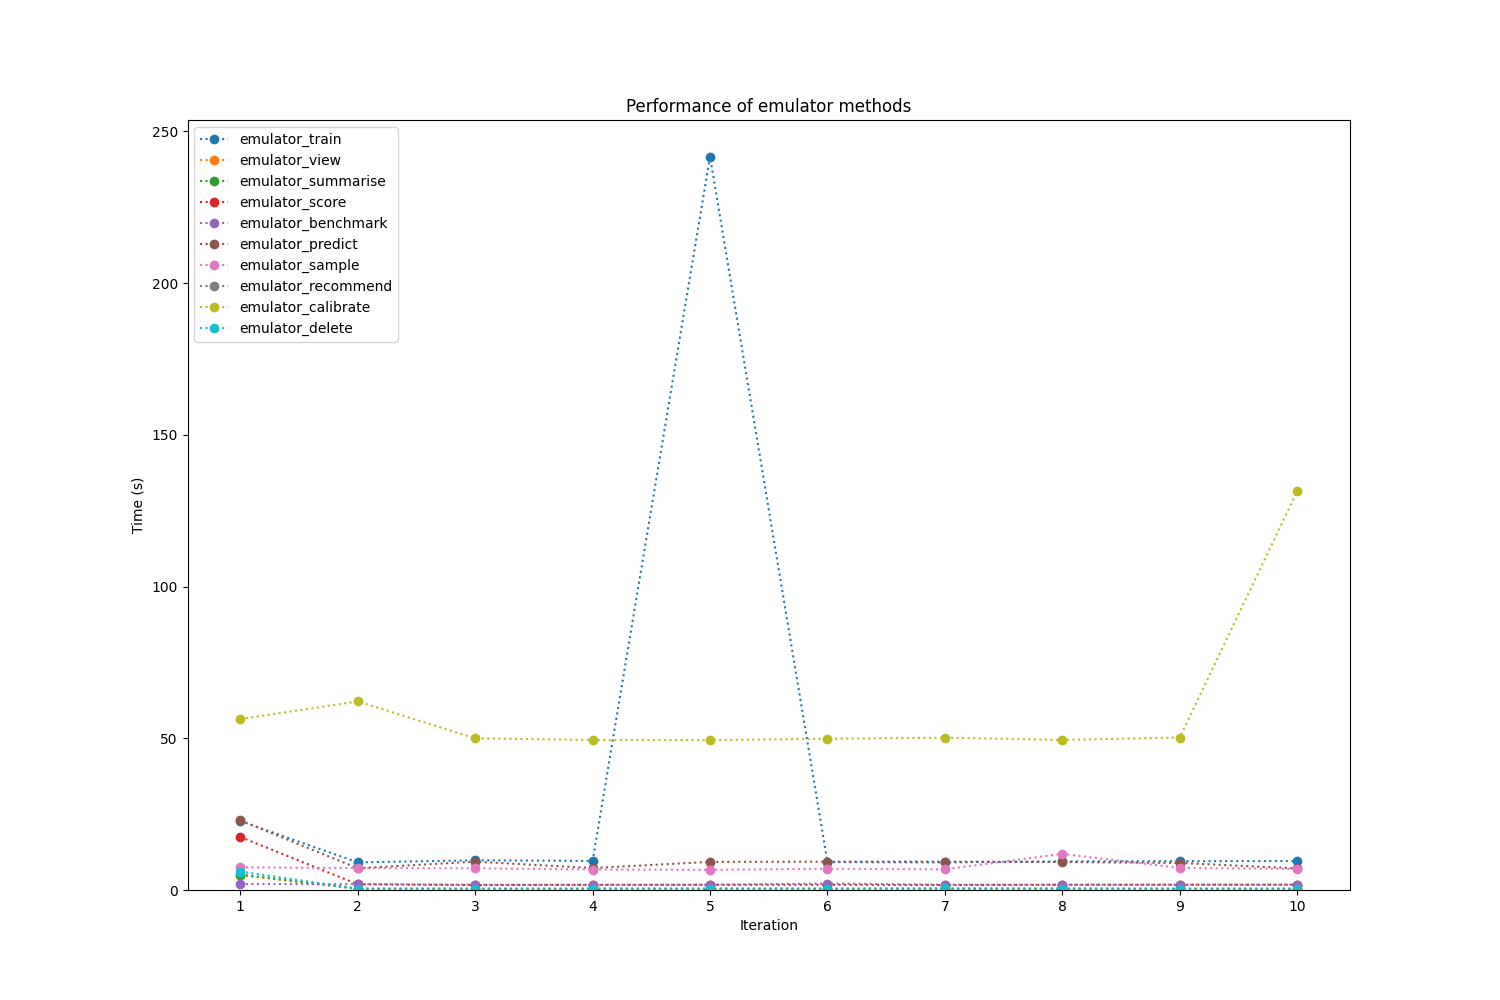 Performance of emulator methods
250
200
150
100
50
0
Time (s)
emulator_train
emulator_view
emulator_summarise
emulator_score
emulator_benchmark
emulator_predict
emulator_sample
emulator_recommend
emulator_calibrate
emulator_delete
1 2 3 4 5 6 7 8 9 10
Iteration